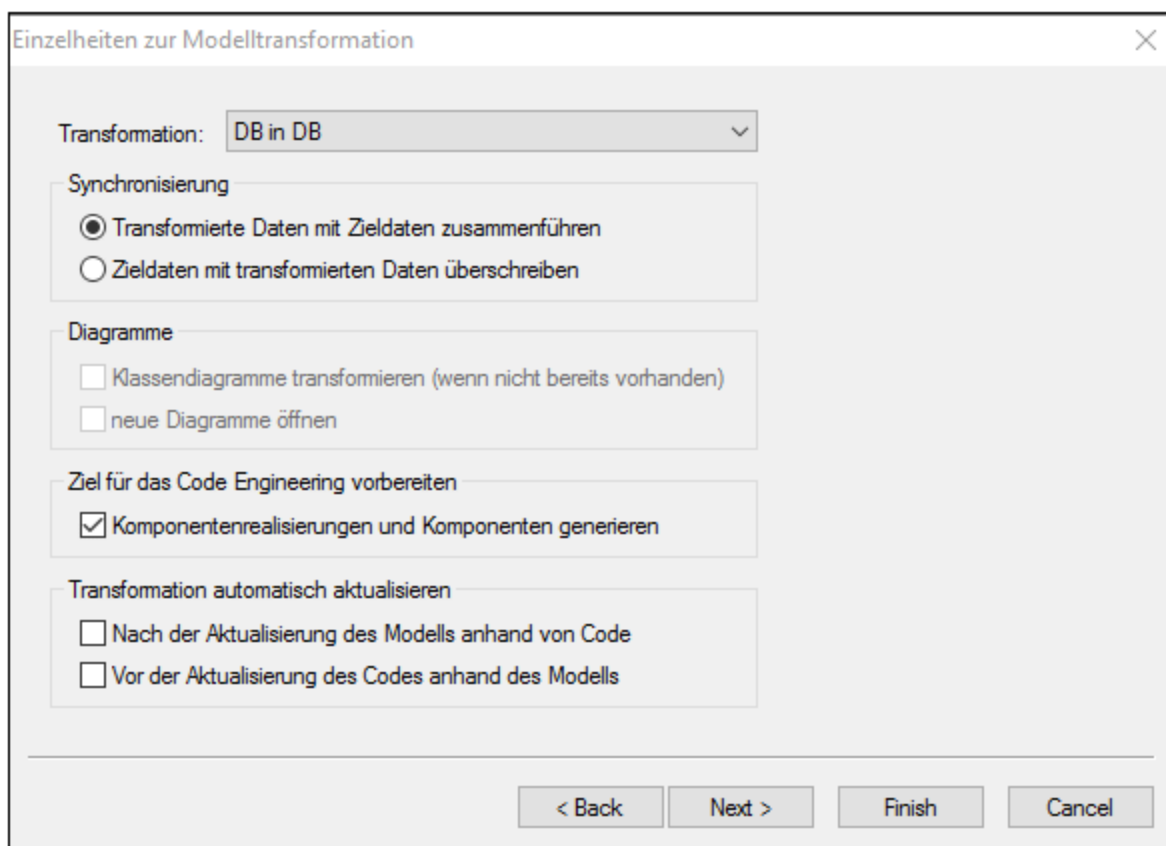 Einzelheiten zur Modelltransformation
Transformation: DB in DB
Synchronisierung
Transformierte Daten mit Zieldaten zusammenführen
Zieldaten mit transformierten Daten überschreiben
Diagramme
Klassendiagramme transformieren (wenn nicht bereits vorhanden)
neue Diagramme öffnen
Ziel für das Code Engineering vorbereiten
Komponentenrealisierungen und Komponenten generieren
Transformation automatisch aktualisieren
Nach der Aktualisierung des Modells anhand von Code
Vor der Aktualisierung des Codes anhand des Modells
< Back Next > Finish Cancel